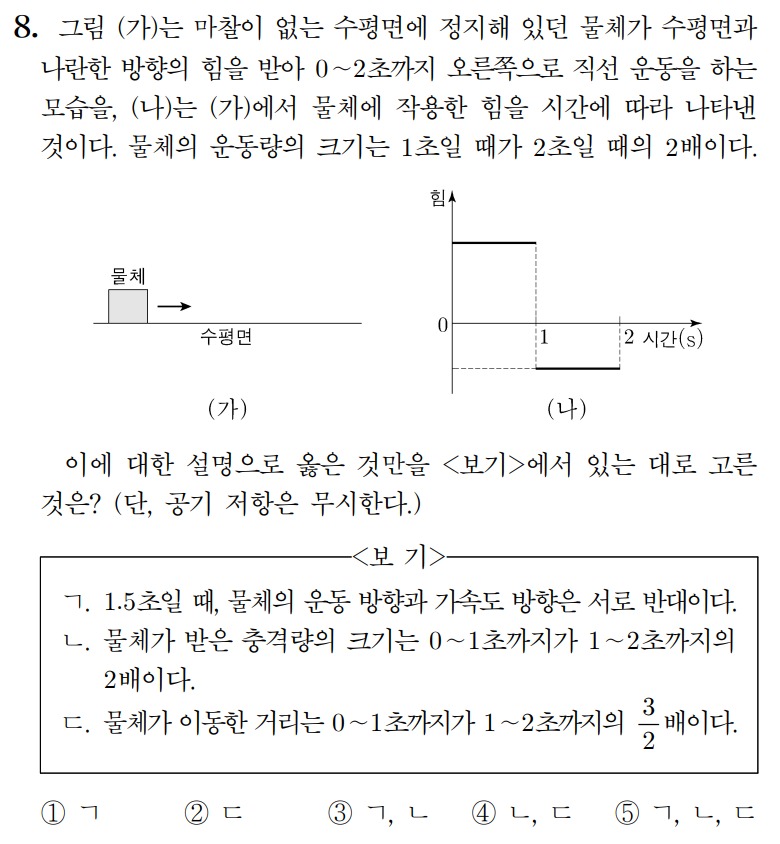 8. 그림 (가)는 마찰이 없는 수평면에 정지해 있던 물체가 수평면과
나란한 방향의 힘을 받아 0~2초까지 오른쪽으로 직선 운동을 하는
모습을, (나)는 (가)에서 물체에 작용한 힘을 시간에 따라 나타낸
것이다. 물체의 운동량의 크기는 1초일 때가 2초일 때의 2배이다.
물체
수평면
(가)
힘
0
1
2 시간(s)
(나)
이에 대한 설명으로 옳은 것만을 <보기>에서 있는 대로 고른
것은? (단, 공기 저항은 무시한다.)
<보 기>
ㄱ. 1.5초일 때, 물체의 운동 방향과 가속도 방향은 서로 반대이다.
ㄴ. 물체가 받은 충격량의 크기는 0~1초까지가 1~2초까지의
2배이다.
ㄷ. 물체가 이동한 거리는 0~1초까지가 1~2초까지의 3/2배이다.
① ㄱ ② ㄷ ③ ㄱ, ㄴ ④ ㄴ, ㄷ ⑤ ㄱ, ㄴ, ㄷ